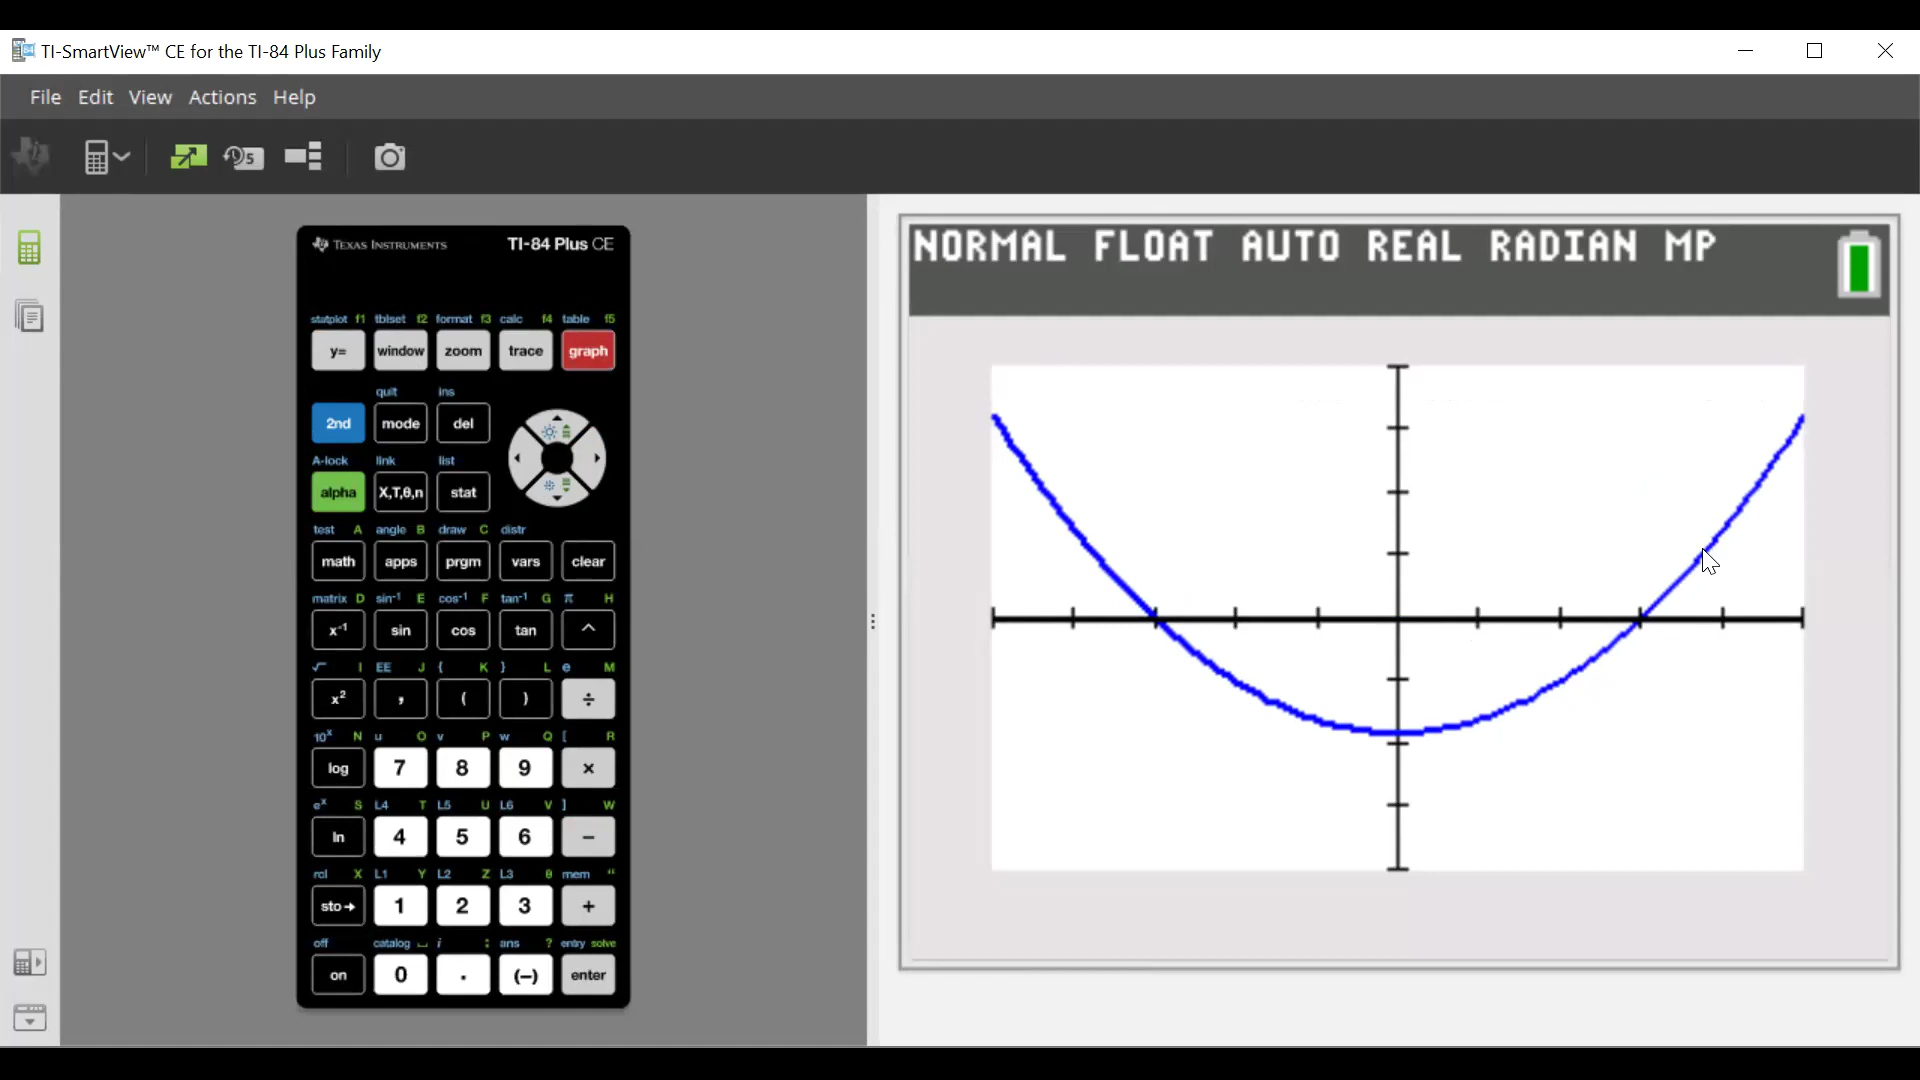 TI-SmartView™ CE for the TI-84 Plus Family
File Edit View Actions Help
5
TEXAS INSTRUMENTS TI-84 Plus CE
NORMAL FLOAT AUTO REAL RADIAN MP
statplot f1 tblset f2 format f3 calc f4 table f5
y= window zoom trace graph
quit ins
2nd mode del
A-lock link list
alpha X,T,θ,n stat
test A angle B draw C distr
math apps prgm vars clear
matrix D sin⁻¹ E cos⁻¹ F tan⁻¹ G π H
x⁻¹ sin cos tan ^
√ I EE J { K } L e M
x² , ( ) ÷
10ˣ N u O v P w Q [ R
log 7 8 9 ×
eˣ S L4 T L5 U L6 V ] W
ln 4 5 6 −
rcl X L1 Y L2 Z L3 θ mem "
sto→ 1 2 3 +
off catalog ⎵ i : ans ? entry solve
on 0 . (−) enter